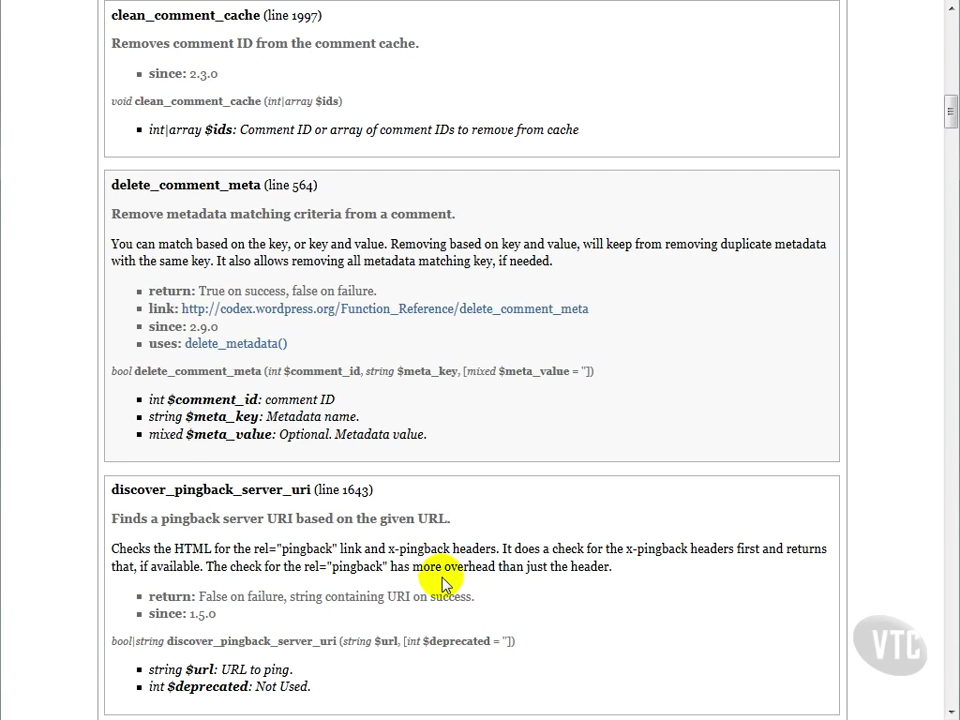 clean_comment_cache (line 1997)
Removes comment ID from the comment cache.
since: 2.3.0
void clean_comment_cache (int|array $ids)
int|array $ids: Comment ID or array of comment IDs to remove from cache
delete_comment_meta (line 564)
Remove metadata matching criteria from a comment.
You can match based on the key, or key and value. Removing based on key and value, will keep from removing duplicate metadata
with the same key. It also allows removing all metadata matching key, if needed.
return: True on success, false on failure.
link: http://codex.wordpress.org/Function_Reference/delete_comment_meta
since: 2.9.0
uses: delete_metadata()
bool delete_comment_meta (int $comment_id, string $meta_key, [mixed $meta_value = ''])
int $comment_id: comment ID
string $meta_key: Metadata name.
mixed $meta_value: Optional. Metadata value.
discover_pingback_server_uri (line 1643)
Finds a pingback server URI based on the given URL.
Checks the HTML for the rel="pingback" link and x-pingback headers. It does a check for the x-pingback headers first and returns
that, if available. The check for the rel="pingback" has more overhead than just the header.
return: False on failure, string containing URI on success.
since: 1.5.0
bool|string discover_pingback_server_uri (string $url, [int $deprecated = ''])
string $url: URL to ping.
int $deprecated: Not Used.
VTC